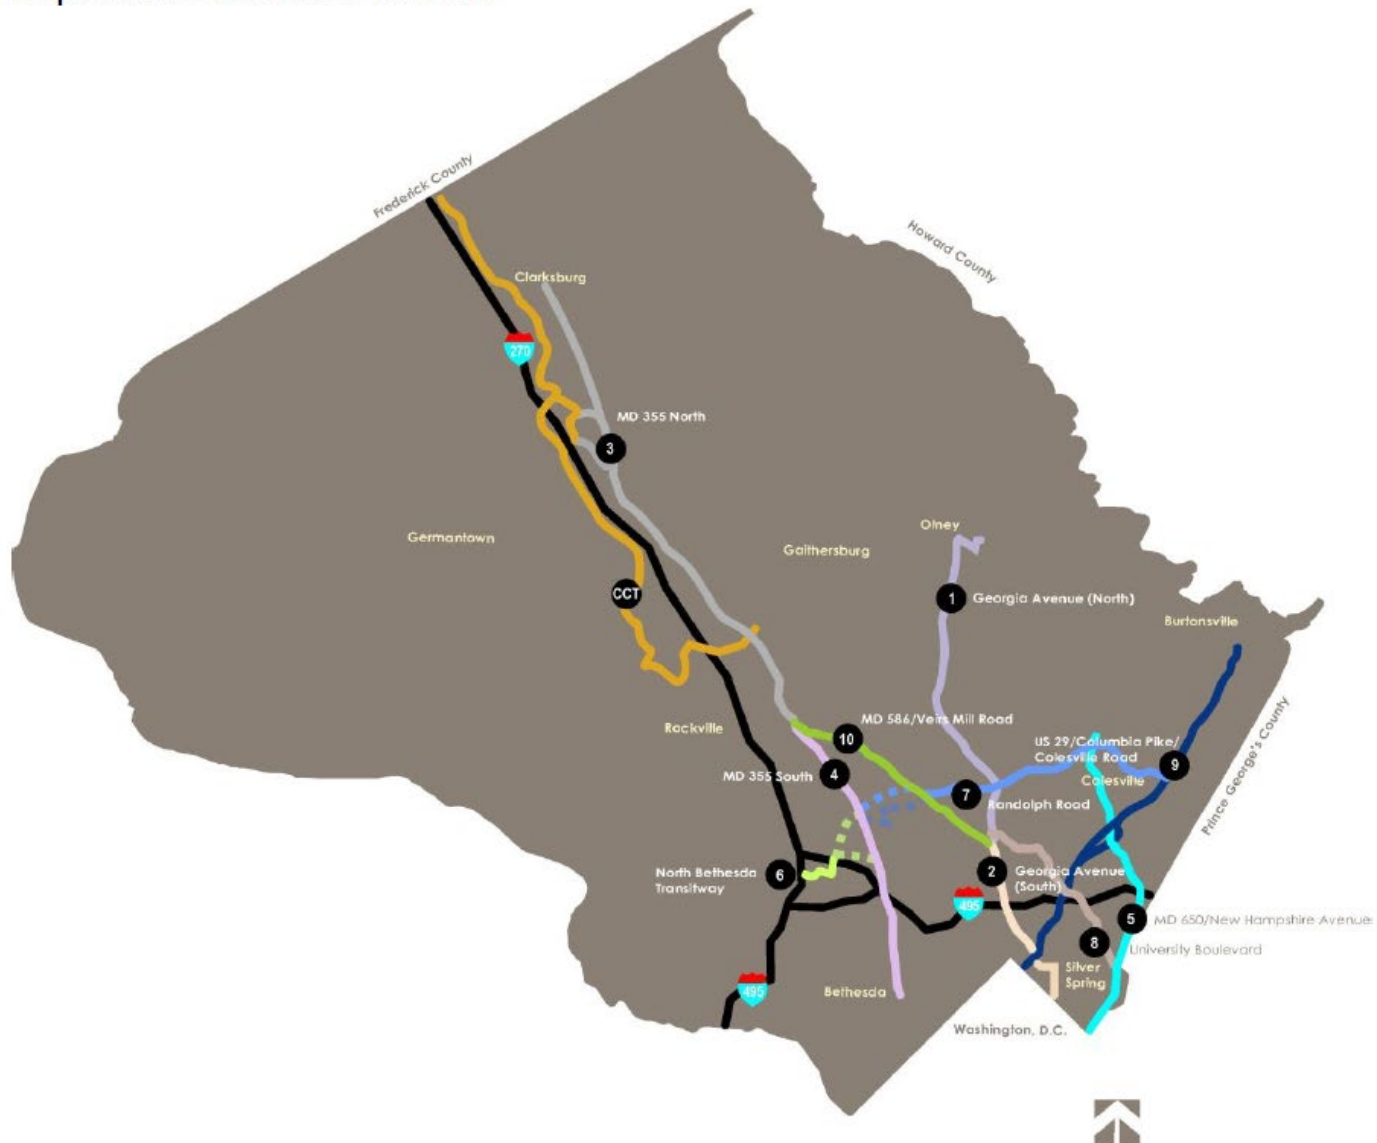 Frederick County
Howard County
Clarksburg
270
MD 355 North
3
Olney
Germantown
Gaithersburg
CCT
1
Georgia Avenue (North)
Burtonsville
Prince George's County
Rockville
MD 586/Veirs Mill Road
10
US 29/Columbia Pike/
Colesville Road
9
MD 355 South
4
Colesville
7
Randolph Road
North Bethesda
Transitway
6
2
Georgia Avenue
(South)
495
5
MD 650/New Hampshire Avenue
8
University Boulevard
Silver
Spring
495
Bethesda
Washington, D.C.